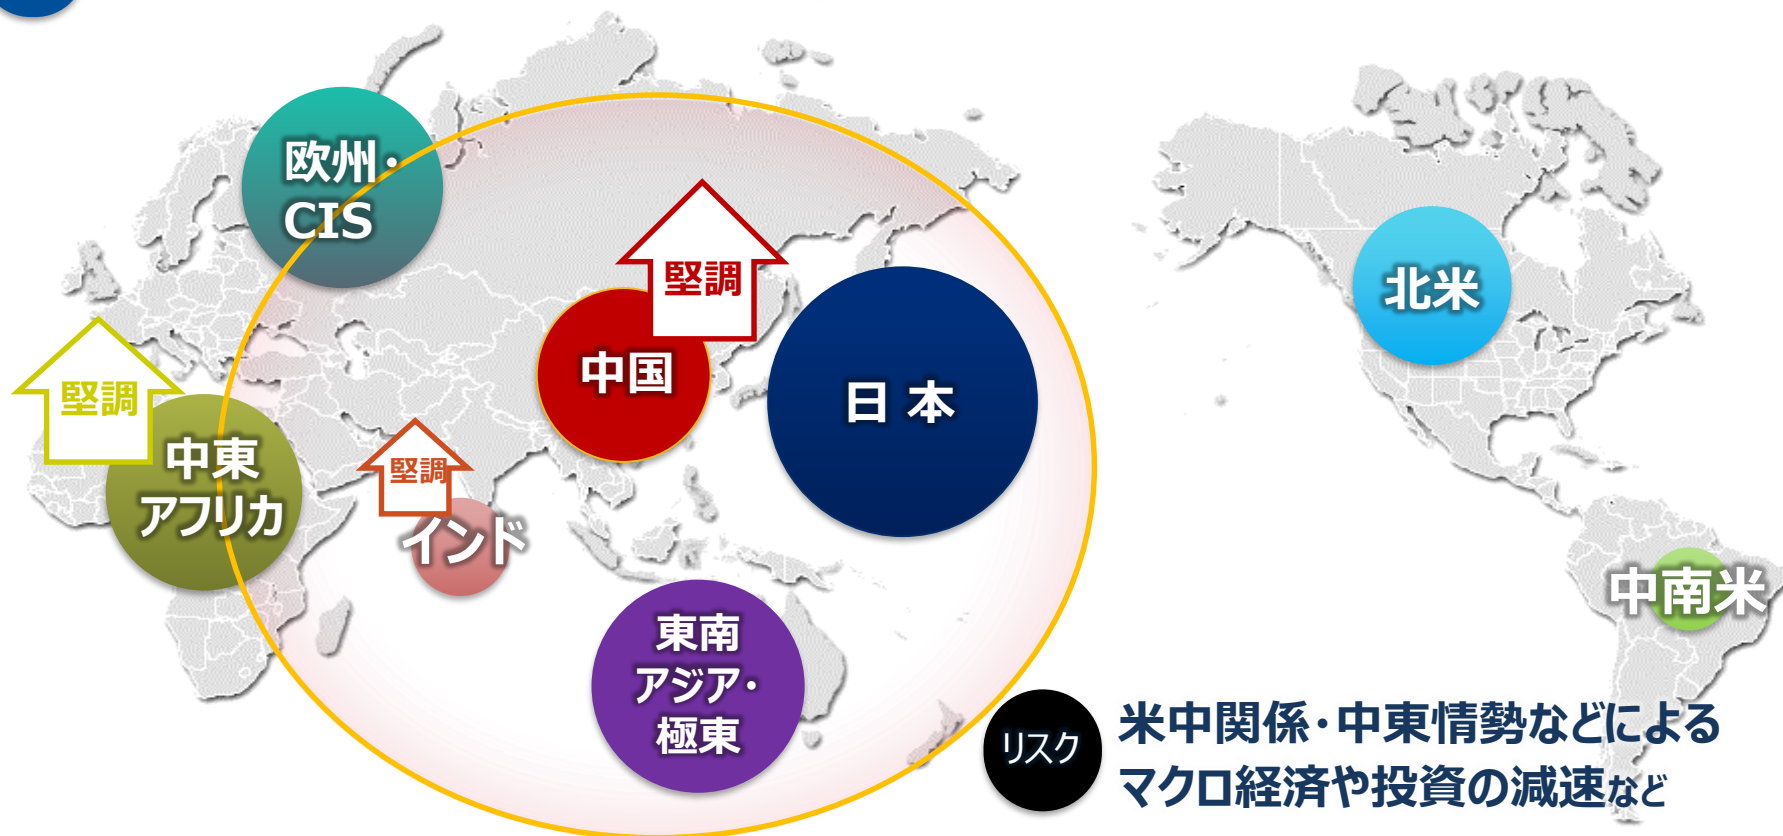 欧州・
CIS
堅調
中国
日 本
北米
堅調
中東
アフリカ
堅調
インド
中南米
東南
アジア・
極東
リスク
米中関係・中東情勢などによる
マクロ経済や投資の減速など